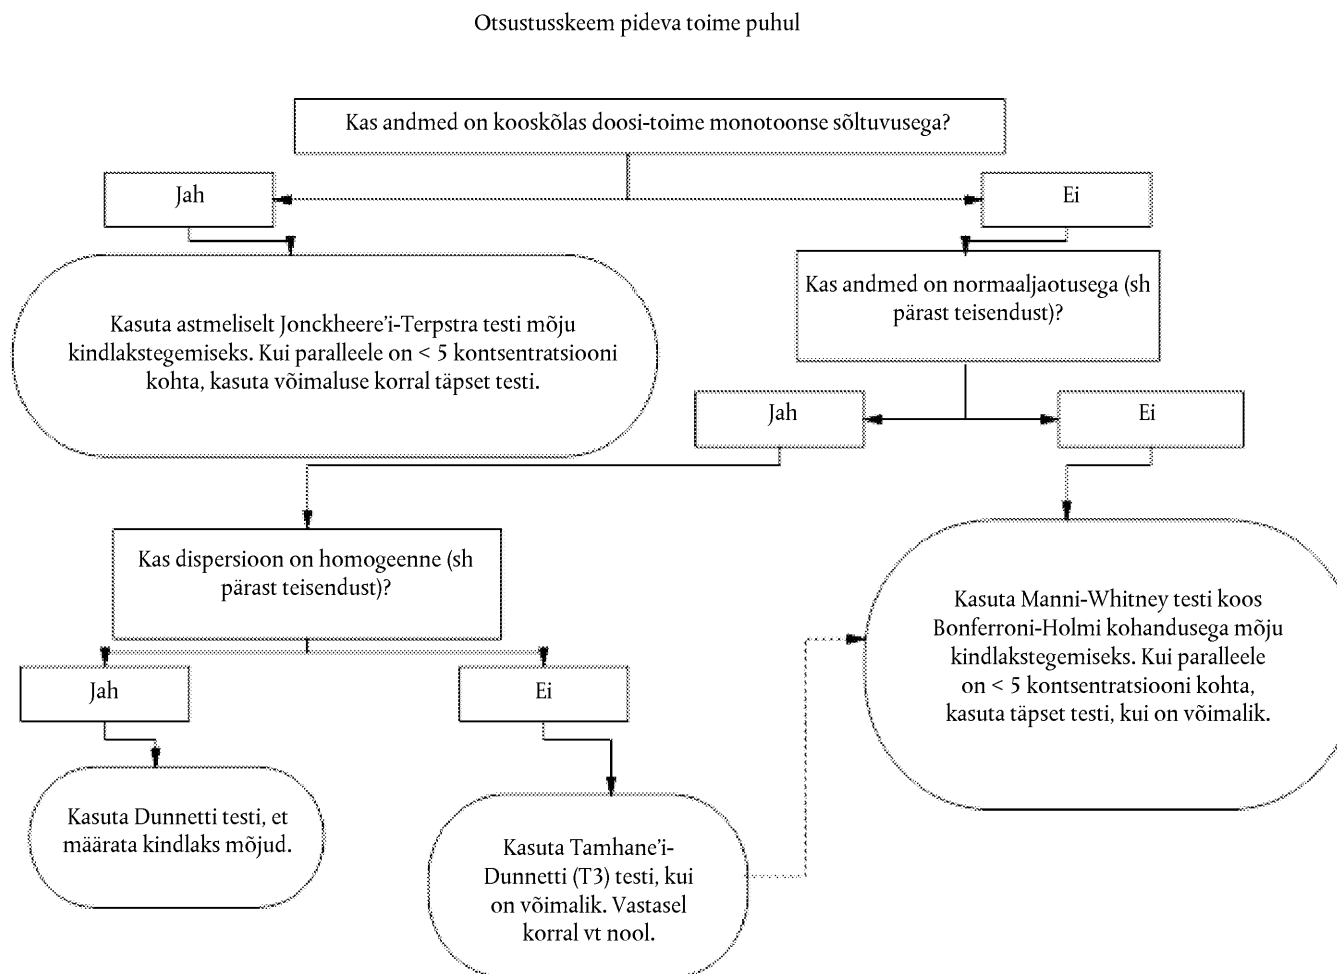 Otsustusskeem pideva toime puhul
Kas andmed on kooskõlas doosi-toime monotoonse sõltuvusega?
Jah
Ei
Kasuta astmeliselt Jonckheere'i-Terpstra testi mõju
kindlakstegemiseks. Kui paralleele on < 5 kontsentratsiooni
kohta, kasuta võimaluse korral täpset testi.
Kas andmed on normaaljaotusega (sh
pärast teisendust)?
Jah
Ei
Kas dispersioon on homogeenne (sh
pärast teisendust)?
Kasuta Manni-Whitney testi koos
Bonferroni-Holmi kohandusega mõju
kindlakstegemiseks. Kui paralleele
on < 5 kontsentratsiooni kohta,
kasuta täpset testi, kui on võimalik.
Jah
Ei
Kasuta Dunnetti testi, et
määrata kindlaks mõjud.
Kasuta Tamhane'i-
Dunnetti (T3) testi, kui
on võimalik. Vastasel
korral vt nool.